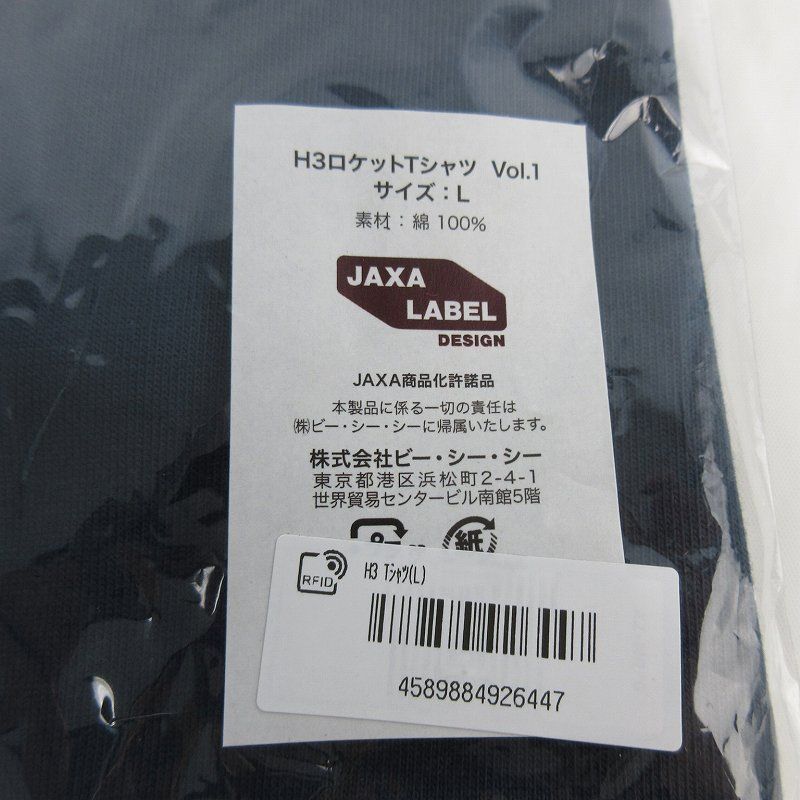 H3ロケットTシャツ Vol.1
サイズ：L
素材：綿 100%
JAXA
LABEL
DESIGN
JAXA商品化許諾品
本製品に係る一切の責任は
㈱ビー・シー・シーに帰属いたします。
株式会社ビー・シー・シー
東京都港区浜松町2-4-1
世界貿易センタービル南館5階
紙
RFID
H3 Tシャツ(L)
4589884926447